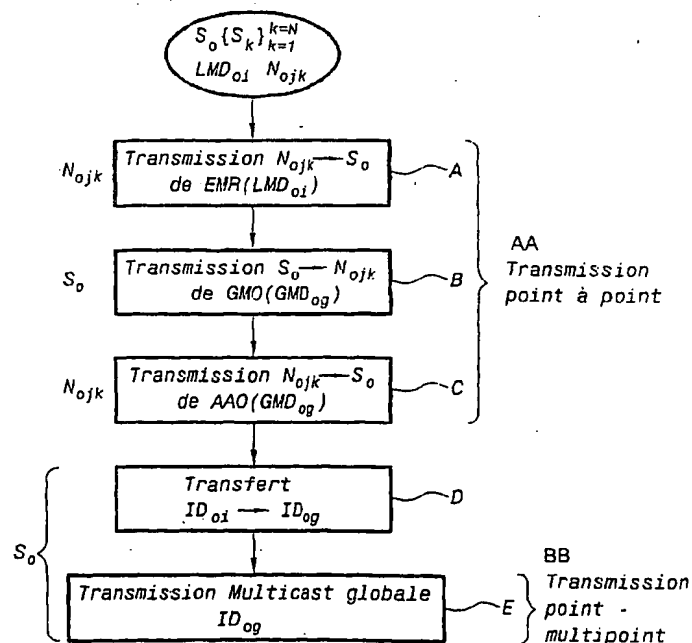 S_o{S_k}_{k=1}^{k=N}
LMD_oi N_ojk
N_ojk
Transmission N_ojk → S_o
de EMR(LMD_oi)
A
S_o
Transmission S_o → N_ojk
de GMO(GMD_og)
B
AA
Transmission
point à point
N_ojk
Transmission N_ojk → S_o
de AAO(GMD_og)
C
S_o
Transfert
ID_oi → ID_og
D
Transmission Multicast globale
ID_og
E
BB
Transmission
point -
multipoint